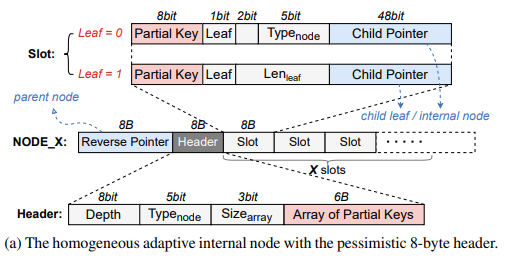 8bit 1bit 2bit 5bit 48bit
Slot: Leaf = 0 Partial Key Leaf Typenode Child Pointer
Leaf = 1 Partial Key Leaf Lenleaf Child Pointer
parent node child leaf / internal node
8B 8B 8B
NODE_X: Reverse Pointer Header Slot Slot Slot .....
X slots
8bit 5bit 3bit 6B
Header: Depth Typenode Sizearray Array of Partial Keys
(a) The homogeneous adaptive internal node with the pessimistic 8-byte header.